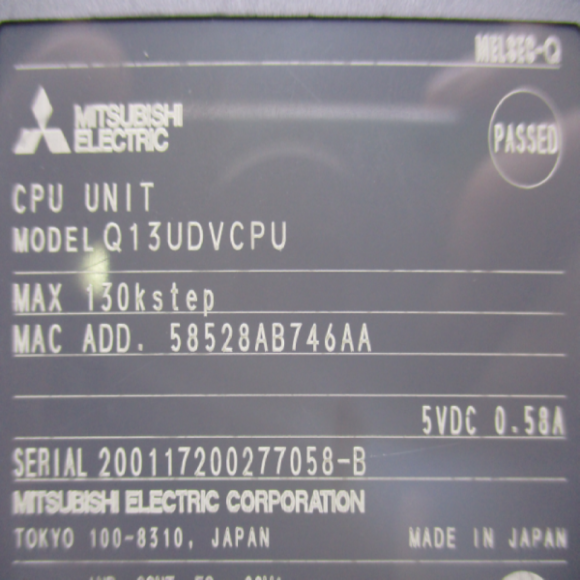 MELSEC-Q
MITSUBISHI
ELECTRIC
PASSED
CPU UNIT
MODEL Q13UDVCPU
MAX 130kstep
MAC ADD. 58528AB746AA
5VDC 0.58A
SERIAL 200117200277058-B
MITSUBISHI ELECTRIC CORPORATION
TOKYO 100-8310, JAPAN MADE IN JAPAN